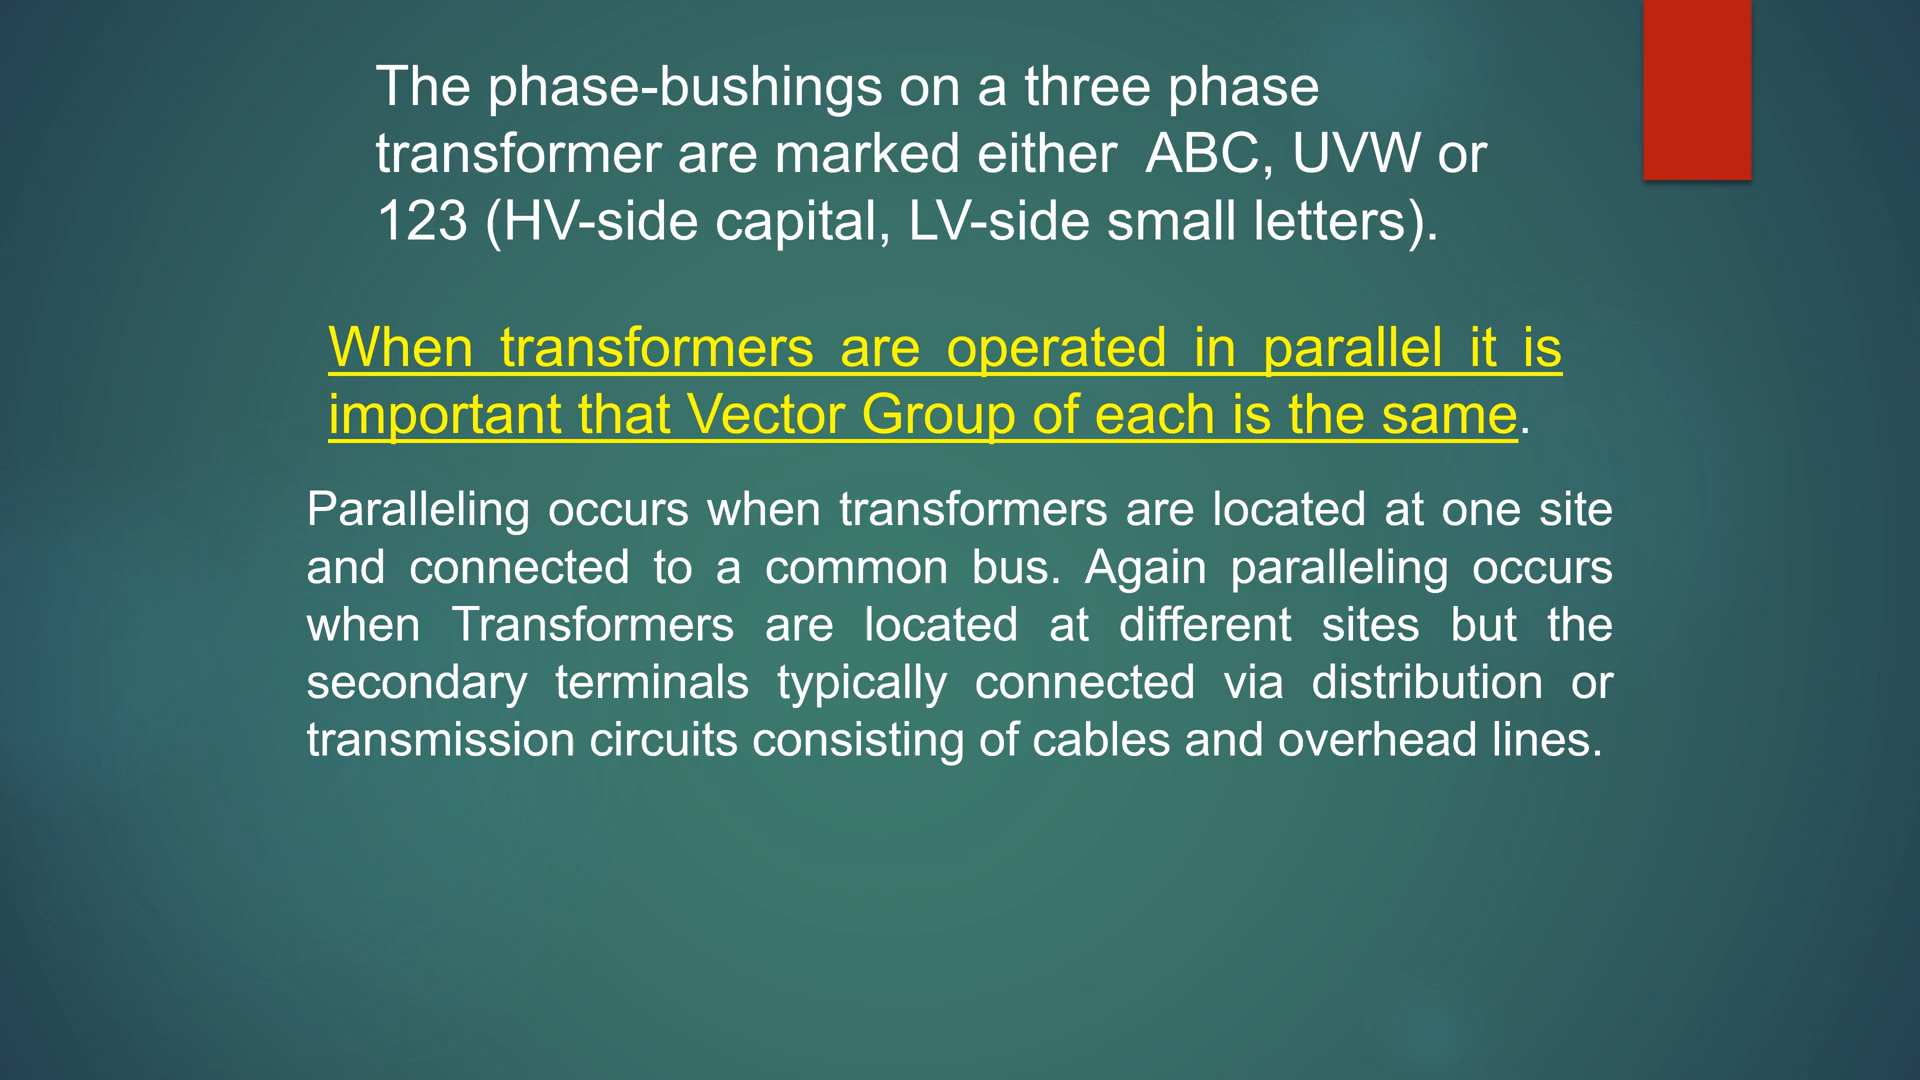 The phase-bushings on a three phase
transformer are marked either  ABC, UVW or
123 (HV-side capital, LV-side small letters).
When transformers are operated in parallel it is
important that Vector Group of each is the same.
Paralleling occurs when transformers are located at one site
and connected to a common bus. Again paralleling occurs
when Transformers are located at different sites but the
secondary terminals typically connected via distribution or
transmission circuits consisting of cables and overhead lines.